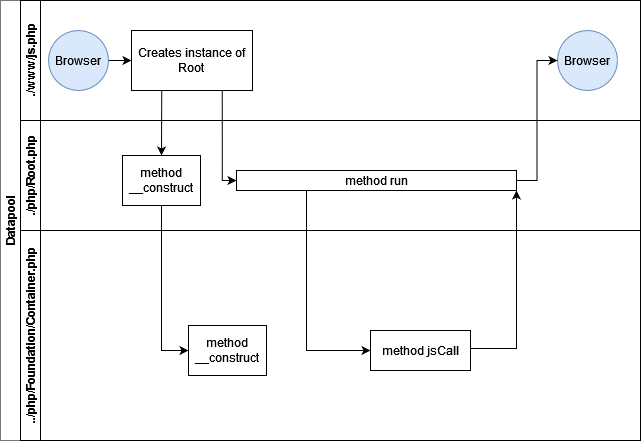 Datapool
./www/js.php
Browser
Creates instance of
Root
Browser
../php/Root.php
method
__construct
method run
../php/Foundation/Container.php
method
__construct
method jsCall